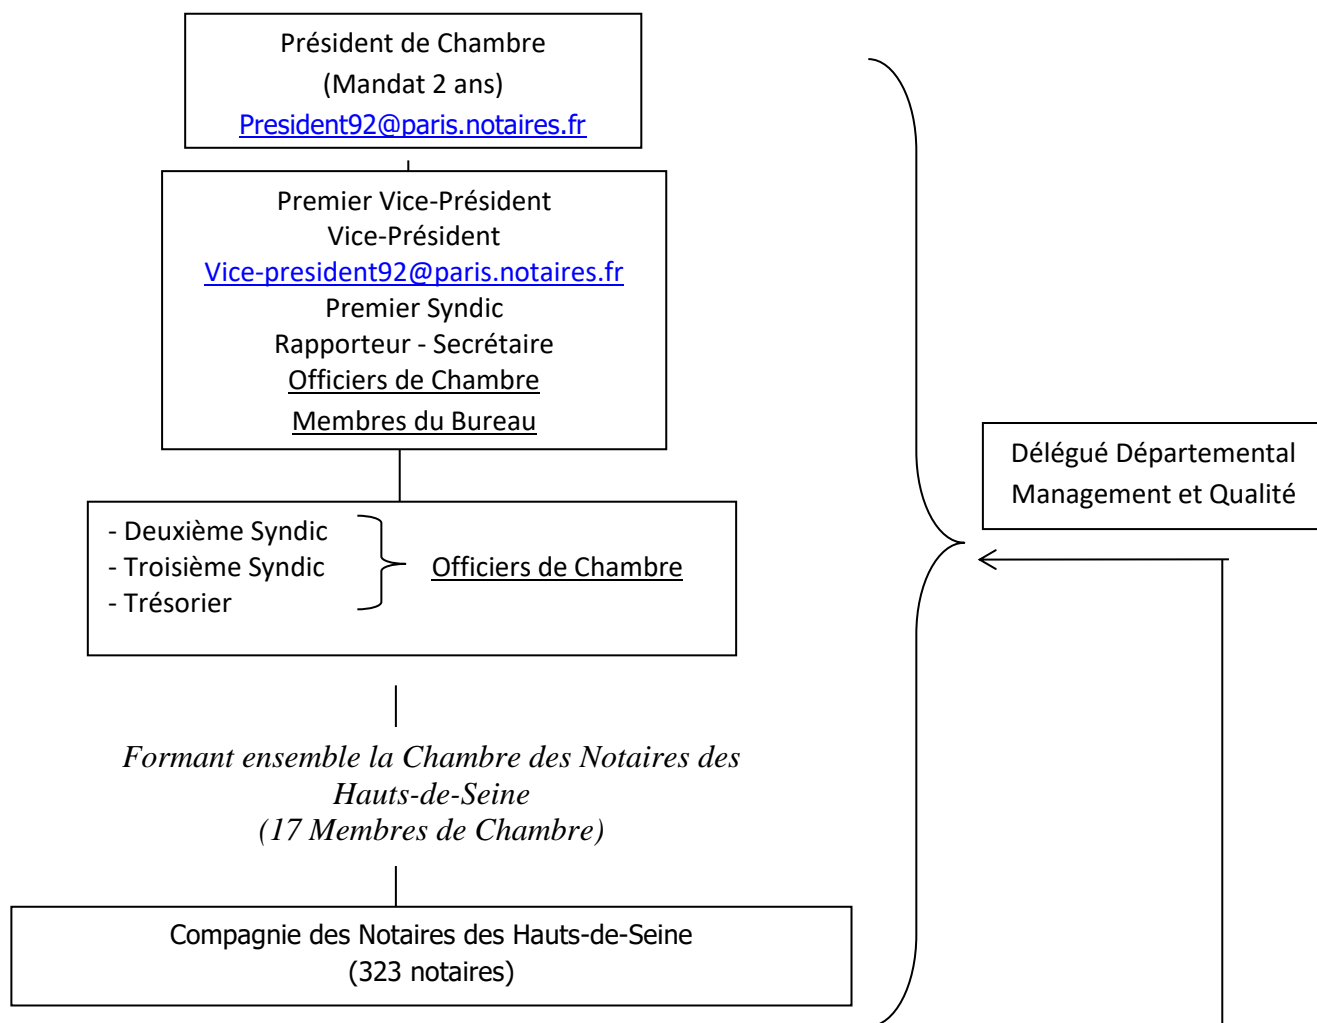 Président de Chambre
(Mandat 2 ans)
President92@paris.notaires.fr
Premier Vice-Président
Vice-Président
Vice-president92@paris.notaires.fr
Premier Syndic
Rapporteur - Secrétaire
Officiers de Chambre
Membres du Bureau
Délégué Départemental
Management et Qualité
- Deuxième Syndic
- Troisième Syndic
- Trésorier
Officiers de Chambre
Formant ensemble la Chambre des Notaires des
Hauts-de-Seine
(17 Membres de Chambre)
Compagnie des Notaires des Hauts-de-Seine
(323 notaires)